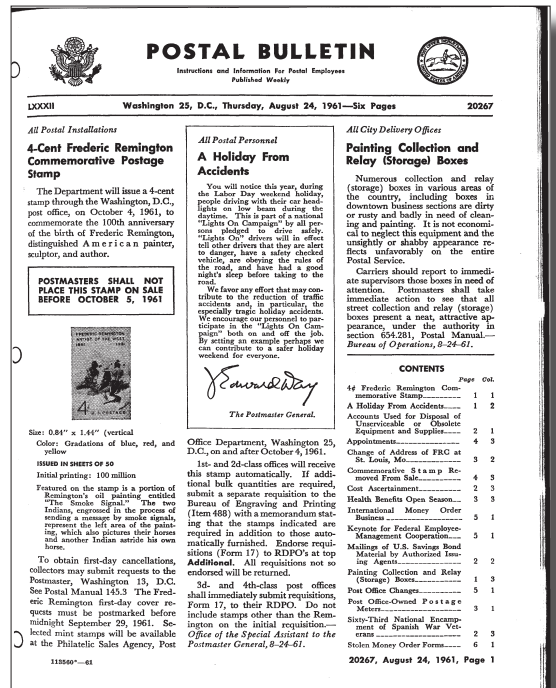 POSTAL BULLETIN
Instructions and Information For Postal Employees
Published Weekly
LXXXII Washington 25, D.C., Thursday, August 24, 1961—Six Pages 20267
All Postal Installations
4-Cent Frederic Remington
Commemorative Postage
Stamp
The Department will issue a 4-cent
stamp through the Washington, D.C.,
post office, on October 4, 1961, to
commemorate the 100th anniversary
of the birth of Frederic Remington,
distinguished American painter,
sculptor, and author.
POSTMASTERS SHALL NOT
PLACE THIS STAMP ON SALE
BEFORE OCTOBER 5, 1961
FREDERIC REMINGTON
ARTIST OF THE WEST
4c
U.S. POSTAGE
Size: 0.84" x 1.44" (vertical
Color: Gradations of blue, red, and
yellow
ISSUED IN SHEETS OF 50
Initial printing: 100 million
Featured on the stamp is a portion of
Remington's oil painting entitled
"The Smoke Signal." The two
Indians, engrossed in the process of
sending a message by smoke signals,
represent the left area of the paint-
ing, which also pictures their horses
and another Indian astride his own
horse.
To obtain first-day cancellations,
collectors may submit requests to the
Postmaster, Washington 13, D.C.
See Postal Manual 145.3 The Fred-
eric Remington first-day cover re-
quests must be postmarked before
midnight September 29, 1961. Se-
lected mint stamps will be available
at the Philatelic Sales Agency, Post
113560°—61
All Postal Personnel
A Holiday From
Accidents
You will notice this year, during
the Labor Day weekend holiday,
people driving with their car head-
lights on low beam during the
daytime. This is part of a national
"Lights On Campaign" by all per-
sons pledged to drive safely.
"Lights On" drivers will in effect
tell other drivers that they are alert
to danger, have a safety checked
vehicle, are obeying the rules of
the road, and have had a good
night's sleep before taking to the
road.
We favor any effort that may con-
tribute to the reduction of traffic
accidents and, in particular, the
especially tragic holiday accidents.
We encourage our personnel to par-
ticipate in the "Lights On Cam-
paign" both on and off the job.
By setting an example perhaps we
can contribute to a safer holiday
weekend for everyone.
J Edward Day
The Postmaster General.
Office Department, Washington 25,
D.C., on and after October 4, 1961.
1st- and 2d-class offices will receive
this stamp automatically. If addi-
tional bulk quantities are required,
submit a separate requisition to the
Bureau of Engraving and Printing
(Item 488) with a memorandum stat-
ing that the stamps indicated are
required in addition to those auto-
matically furnished. Endorse requi-
sitions (Form 17) to RDPO's at top
Additional. All requisitions not so
endorsed will be returned.
3d- and 4th-class post offices
shall immediately submit requisitions,
Form 17, to their RDPO. Do not
include stamps other than the Rem-
ington on the initial requisition.—
Office of the Special Assistant to the
Postmaster General, 8-24-61.
All City Delivery Offices
Painting Collection and
Relay (Storage) Boxes
Numerous collection and relay
(storage) boxes in various areas of
the country, including boxes in
downtown business sections are dirty
or rusty and badly in need of clean-
ing and painting. It is not economi-
cal to neglect this equipment and the
unsightly or shabby appearance re-
flects unfavorably on the entire
Postal Service.
Carriers should report to immedi-
ate supervisors those boxes in need of
attention. Postmasters shall take
immediate action to see that all
street collection and relay (storage)
boxes present a neat, attractive ap-
pearance, under the authority in
section 654.281, Postal Manual.—
Bureau of Operations, 8-24-61.
CONTENTS
Page Col.
4¢ Frederic Remington Com-
memorative Stamp 1 1
A Holiday From Accidents 1 2
Accounts Used for Disposal of
Unserviceable or Obsolete
Equipment and Supplies 2 1
Appointments 4 3
Change of Address of FRC at
St. Louis, Mo 3 2
Commemorative Stamp Re-
moved From Sale 4 3
Cost Ascertainment 2 3
Health Benefits Open Season 3 3
International Money Order
Business 5 1
Keynote for Federal Employee-
Management Cooperation 5 1
Mailings of U.S. Savings Bond
Material by Authorized Issu-
ing Agents 2 2
Painting Collection and Relay
(Storage) Boxes 1 3
Post Office Changes 5 1
Post Office-Owned Postage
Meters 3 1
Sixty-Third National Encamp-
ment of Spanish War Vet-
erans 2 3
Stolen Money Order Forms 6 1
20267, August 24, 1961, Page 1